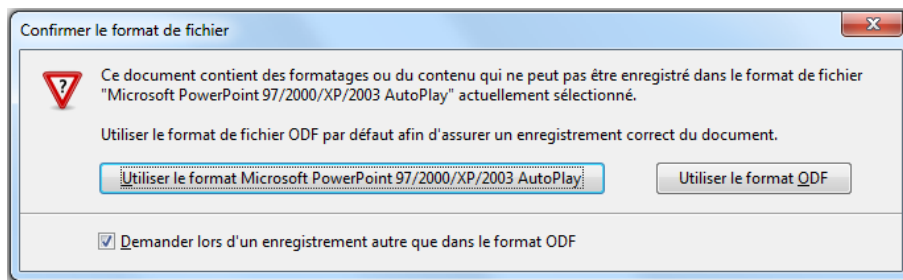 Confirmer le format de fichier
Ce document contient des formatages ou du contenu qui ne peut pas être enregistré dans le format de fichier
"Microsoft PowerPoint 97/2000/XP/2003 AutoPlay" actuellement sélectionné.
Utiliser le format de fichier ODF par défaut afin d'assurer un enregistrement correct du document.
Utiliser le format Microsoft PowerPoint 97/2000/XP/2003 AutoPlay
Utiliser le format ODF
Demander lors d'un enregistrement autre que dans le format ODF